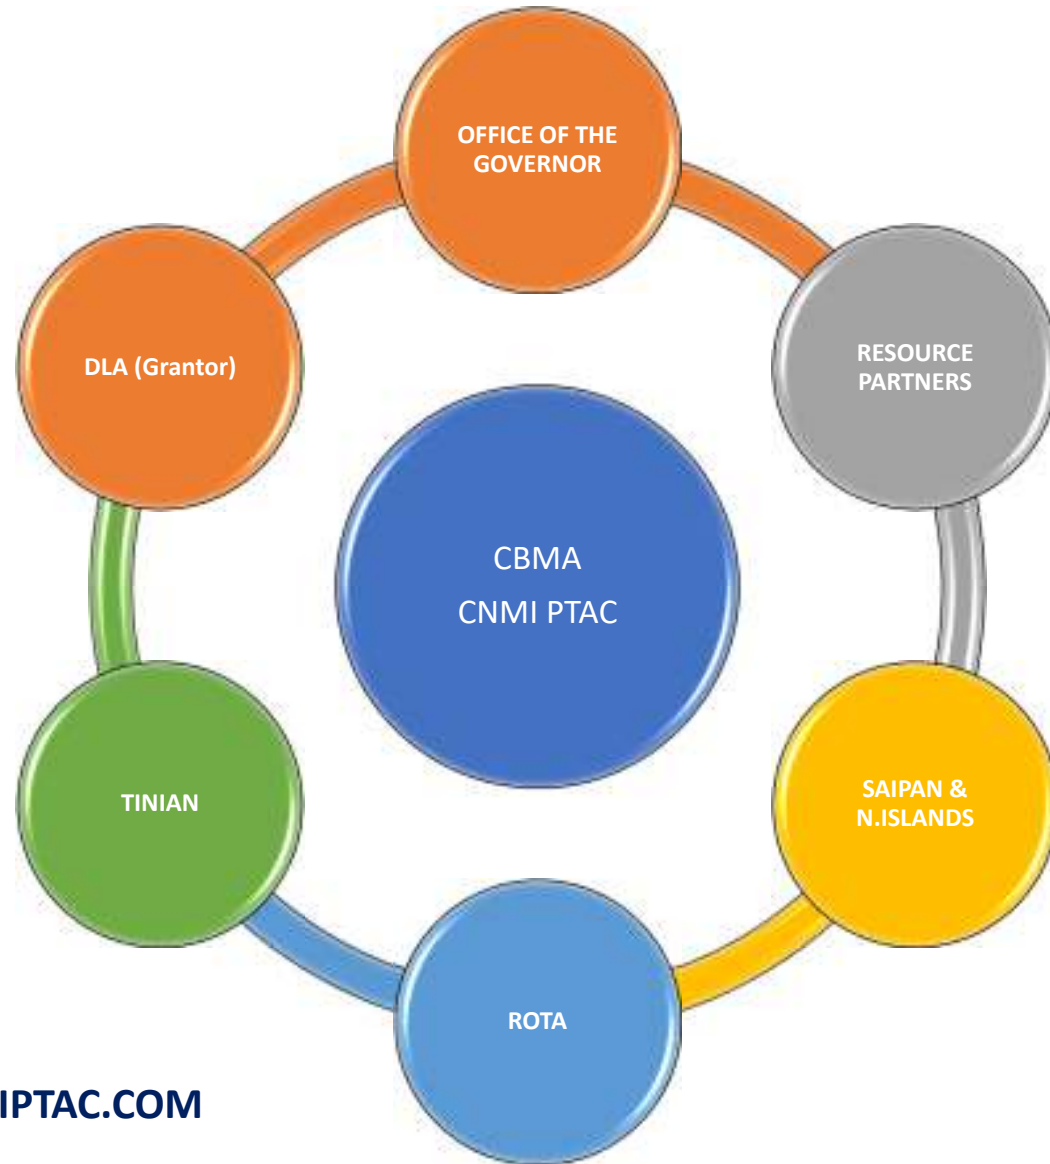 OFFICE OF THE
GOVERNOR
DLA (Grantor)
RESOURCE
PARTNERS
CBMA
CNMI PTAC
TINIAN
SAIPAN &
N.ISLANDS
ROTA
IPTAC.COM